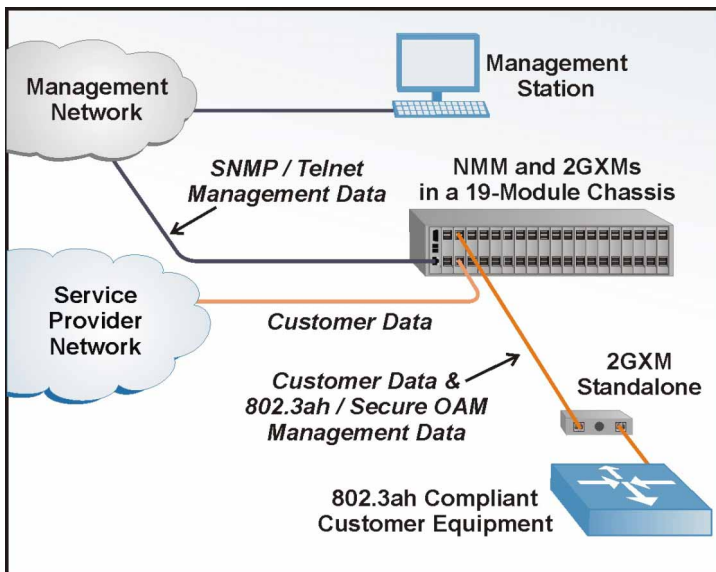 Management
Network
Management
Station
SNMP / Telnet
Management Data
NMM and 2GXMs
in a 19-Module Chassis
Service
Provider
Network
Customer Data
Customer Data &
802.3ah / Secure OAM
Management Data
2GXM
Standalone
802.3ah Compliant
Customer Equipment